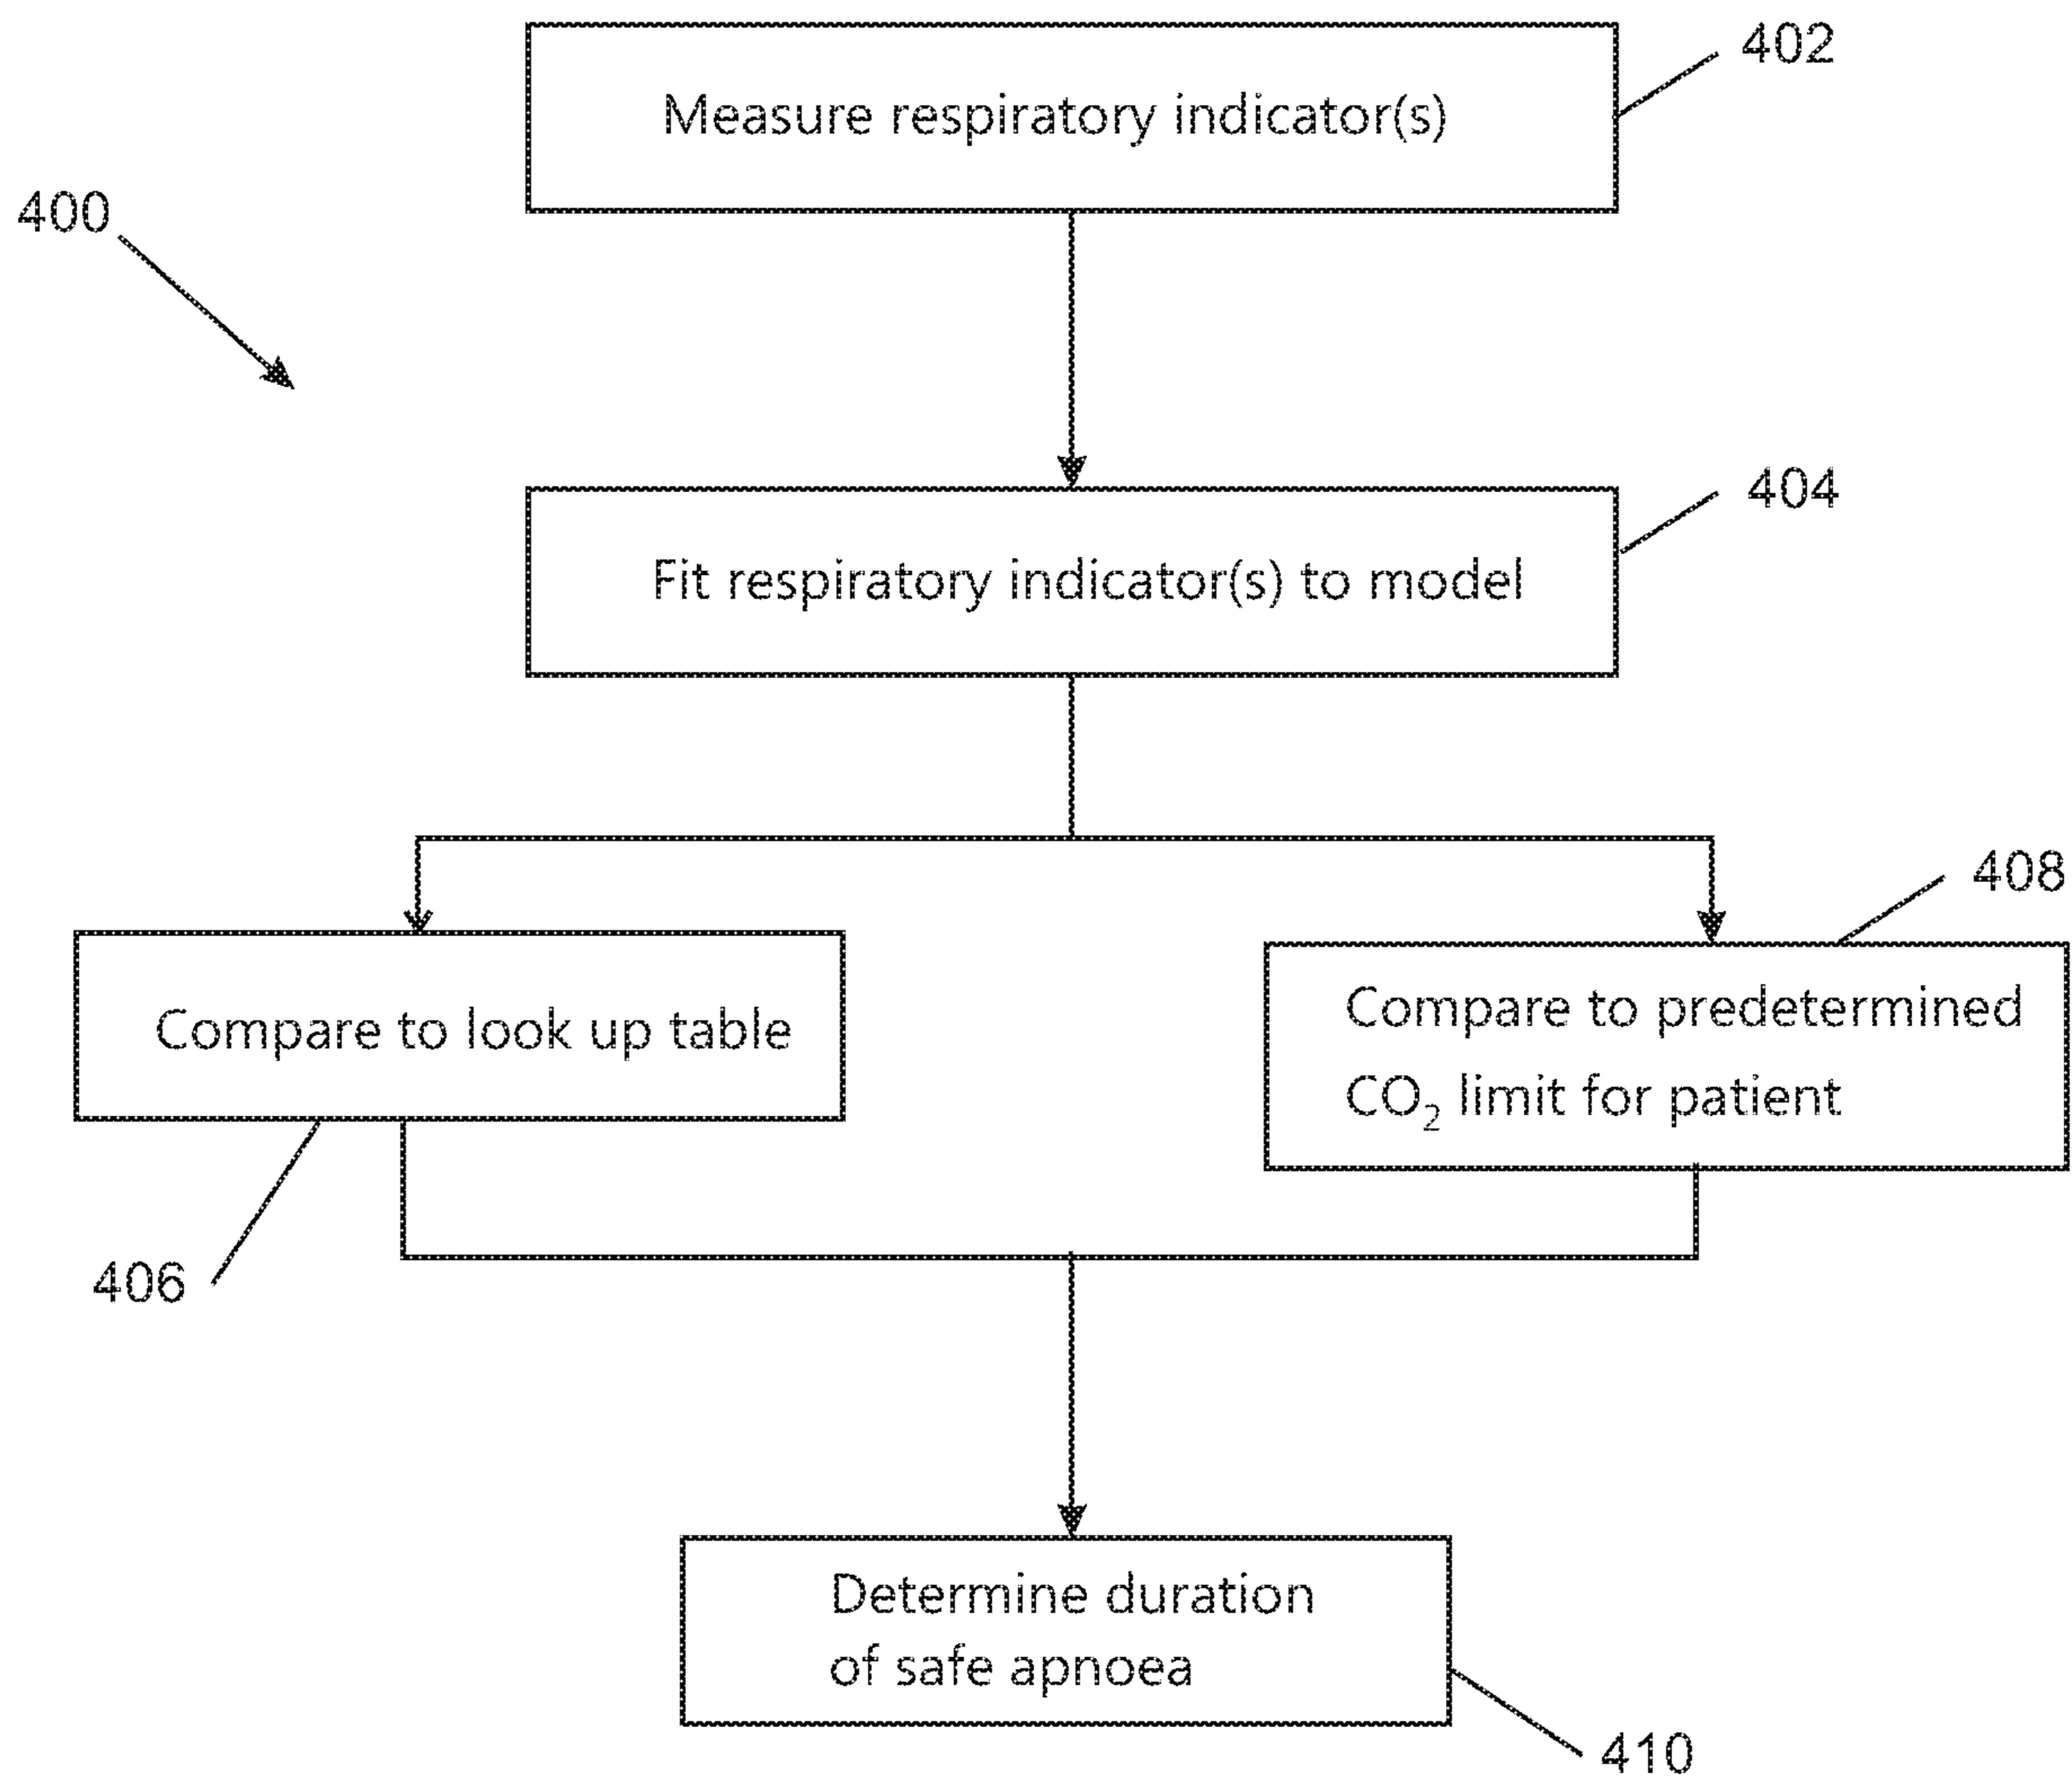 402
Measure respiratory indicator(s)
400
404
Fit respiratory indicator(s) to model
408
Compare to look up table
Compare to predetermined
CO₂ limit for patient
406
Determine duration
of safe apnoea
410